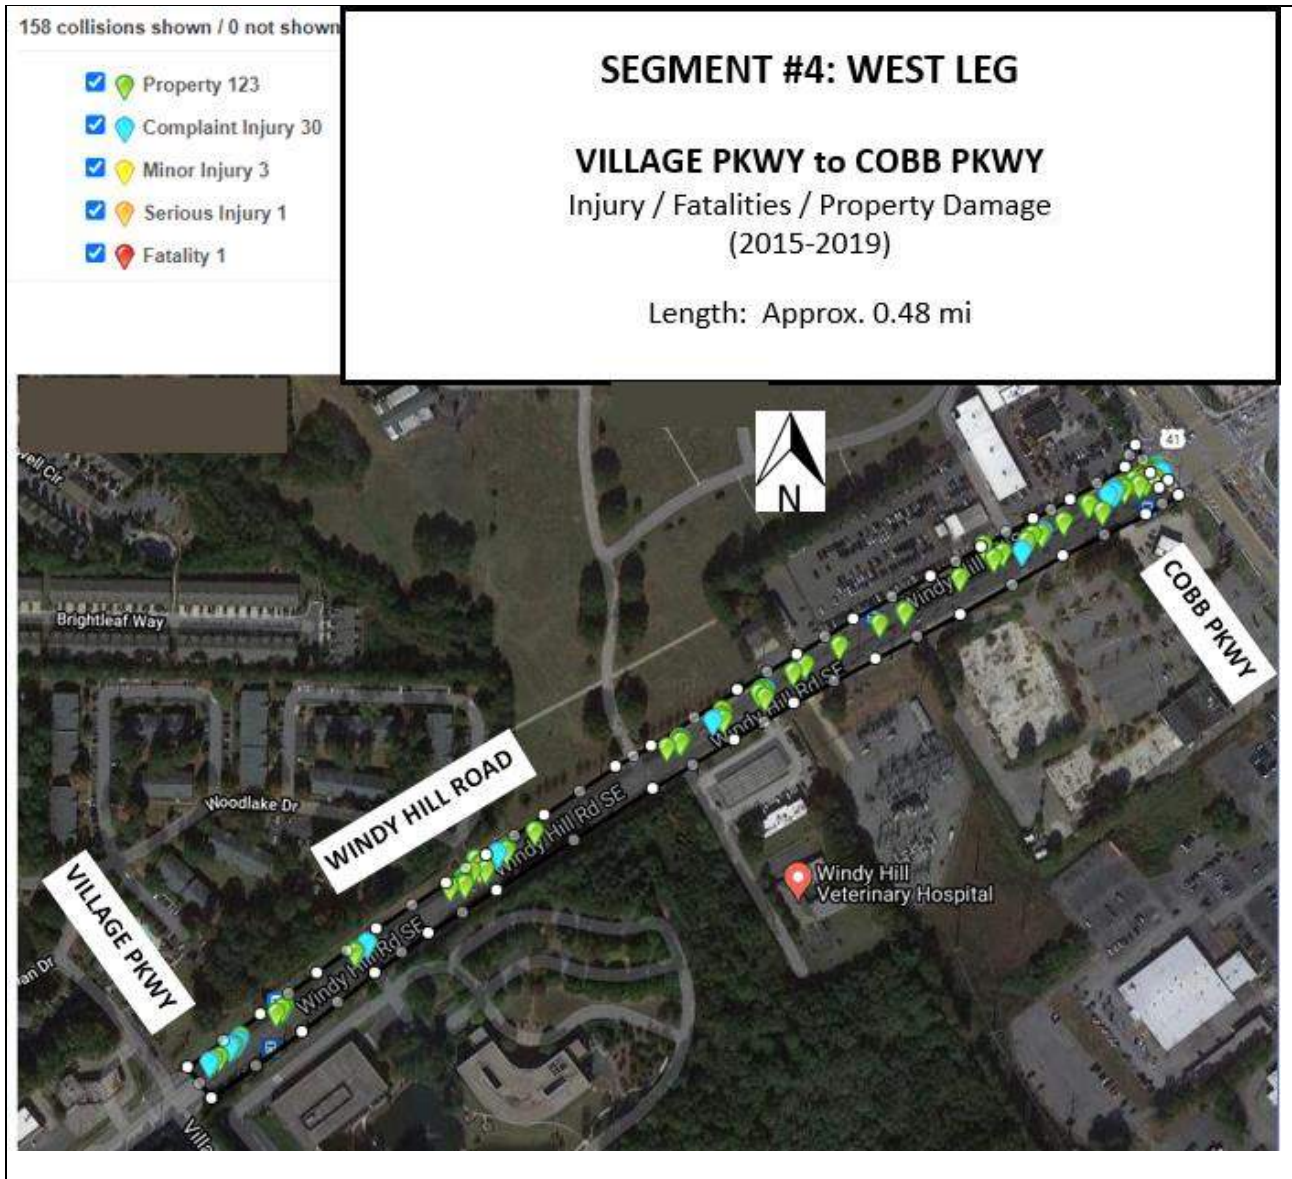 158 collisions shown / 0 not shown
Property 123
Complaint Injury 30
Minor Injury 3
Serious Injury 1
Fatality 1
SEGMENT #4: WEST LEG
VILLAGE PKWY to COBB PKWY
Injury / Fatalities / Property Damage
(2015-2019)
Length: Approx. 0.48 mi
41
N
COBB PKWY
Brightleaf Way
Windy Hill Rd SE
Woodlake Dr
WINDY HILL ROAD
Windy Hill Rd SE
Windy Hill
Veterinary Hospital
VILLAGE PKWY
Windy Hill Rd SE